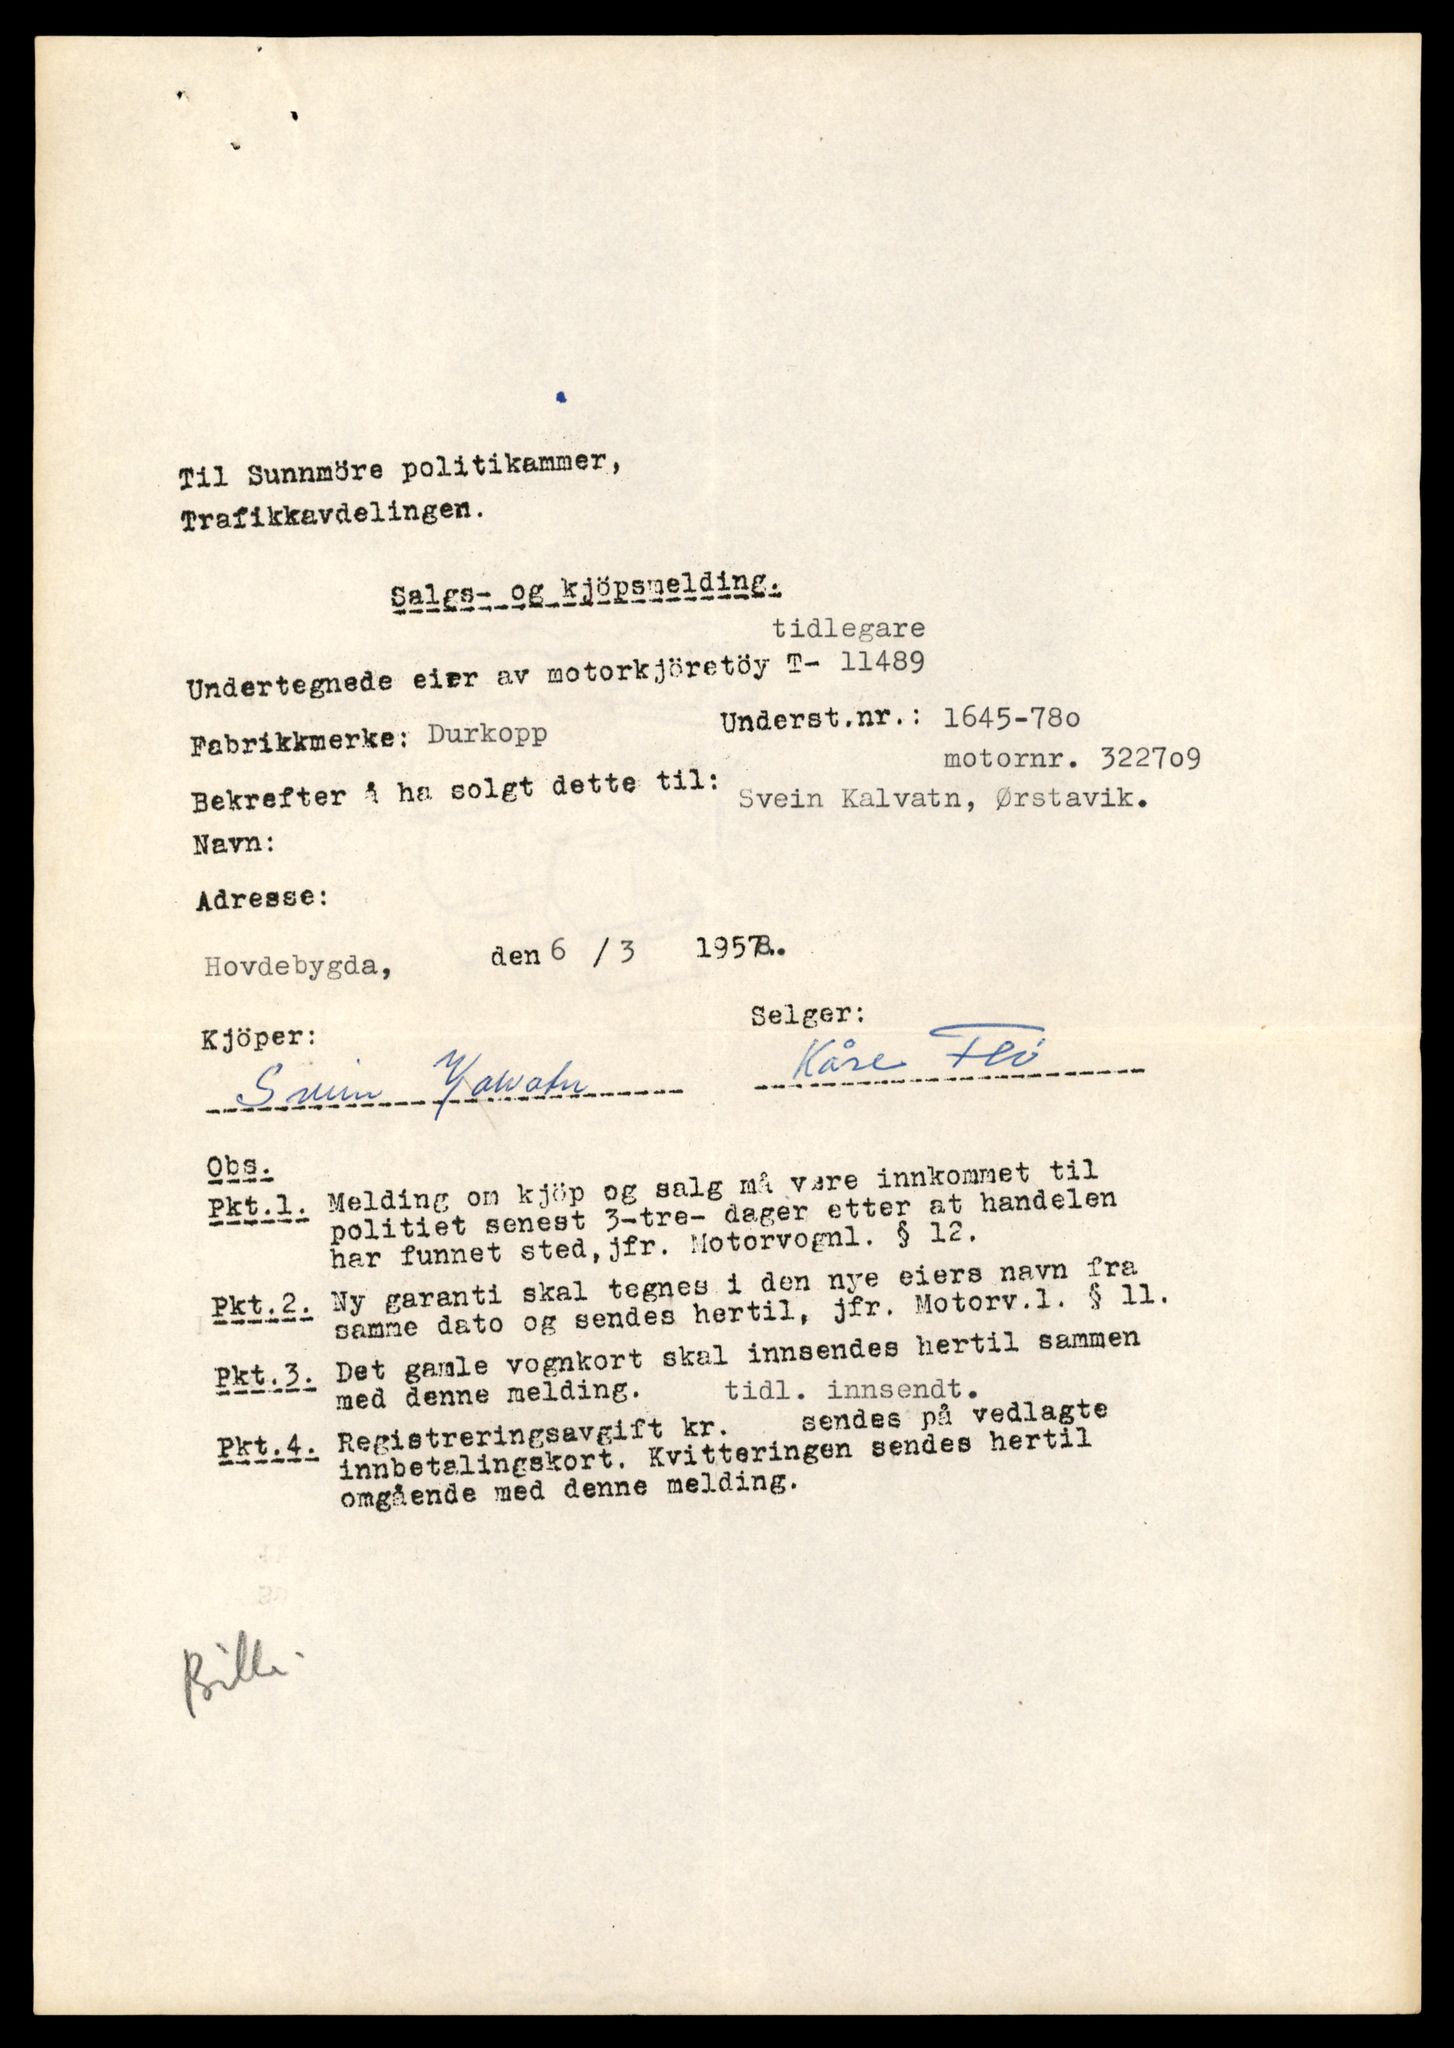 Til Sunnmöre politikammer,
Trafikkavdelingen.
Salgs- og kjöpsmelding.
tidlegare
Undertegnede eier av motorkjöretöy T- 11489
Fabrikkmerke: Durkopp Underst.nr.: 1645-78o
motornr. 3227o9
Bekrefter å ha solgt dette til: Svein Kalvatn, Ørstavik.
Navn:
Adresse:
Hovdebygda, den 6 / 3 1958.
Kjöper: Selger:
Svein Kalvatn Kåre Flö
Obs.
Pkt.1. Melding om kjöp og salg må være innkommet til
politiet senest 3-tre- dager etter at handelen
har funnet sted, jfr. Motorvognl. § 12.
Pkt.2. Ny garanti skal tegnes i den nye eiers navn fra
samme dato og sendes hertil, jfr. Motorv.l. § 11.
Pkt.3. Det gamle vognkort skal innsendes hertil sammen
med denne melding. tidl. innsendt.
Pkt.4. Registreringsavgift kr. sendes på vedlagte
innbetalingskort. Kvitteringen sendes hertil
omgående med denne melding.